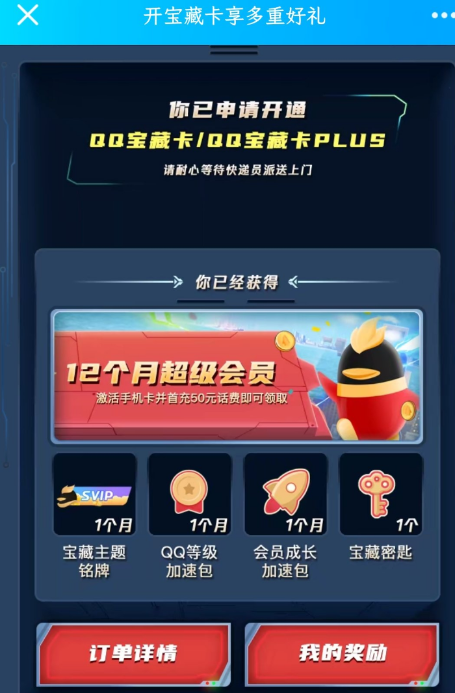 开宝藏卡享多重好礼
你已申请开通
QQ宝藏卡/QQ宝藏卡PLUS
请耐心等待快递员派送上门
你已经获得
12个月超级会员
激活手机卡并首充50元话费即可领取
SVIP
1个月
1个月
1个月
1个
宝藏主题
铭牌
QQ等级
加速包
会员成长
加速包
宝藏密匙
订单详情
我的奖励